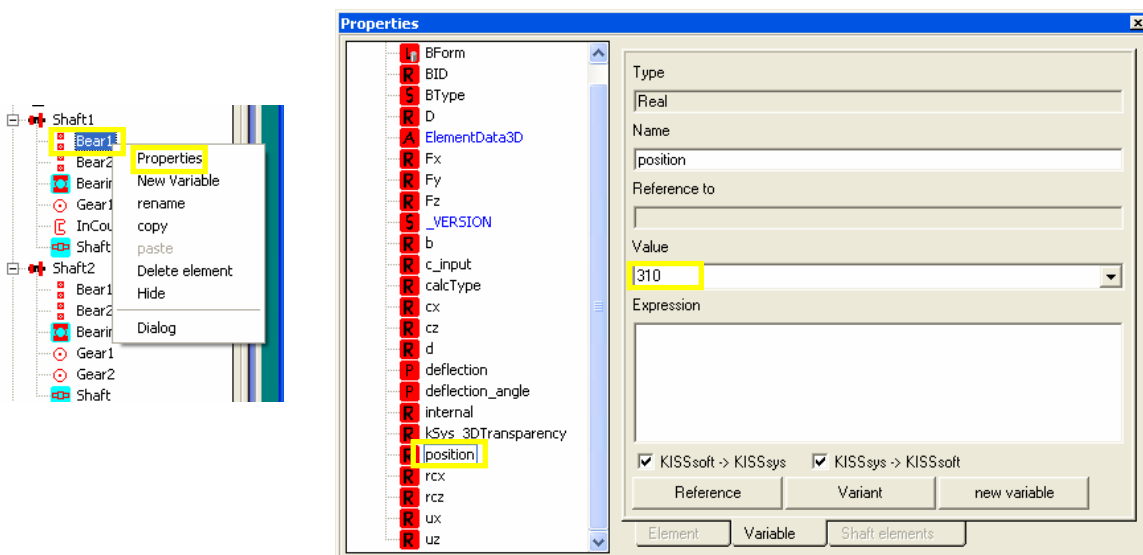 Shaft1
Bear1
Bear2
Gear1
Shaft
Shaft2
Bear1
Bear2
Gear1
Gear2
Shaft
Properties
New Variable
rename
copy
paste
Delete element
Hide
Dialog
Properties
BForm
BID
BType
D
ElementData3D
Fx
Fy
Fz
_VERSION
b
c_input
calcType
cx
cz
d
deflection
deflection_angle
internal
kSys_3DTransparency
position
rcx
rcz
ux
uz
Type
Real
Name
position
Reference to
Value
310
Expression
KISSsoft -> KISSsys KISSsys -> KISSsoft
Reference Variant new variable
Element Variable Shaft elements